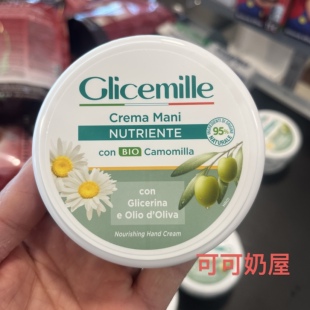 Glicemille
Crema Mani
NUTRIENTE
con BIO Camomilla
95%
con
Glicerina
e Olio d'Oliva
Nourishing Hand Cream
可可奶屋